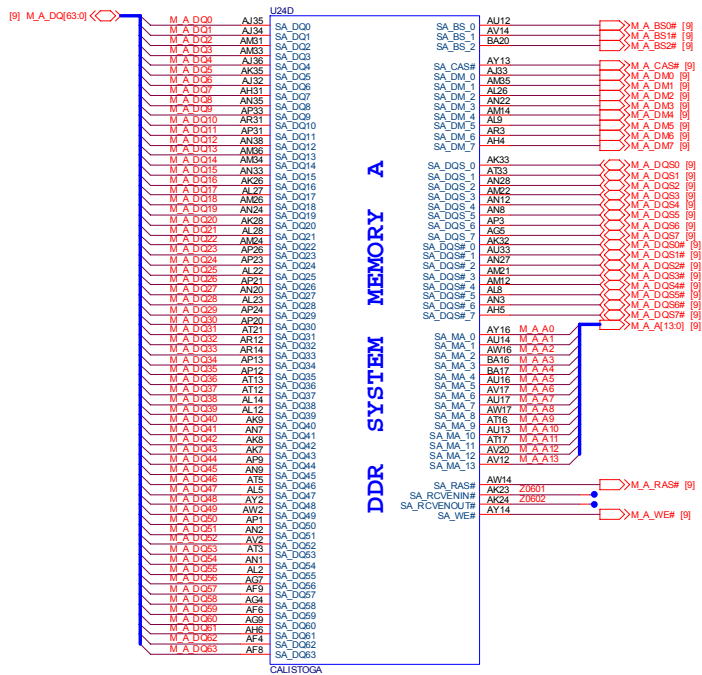 [9] M_A_DQ[63:0]
U24D
M_A_DQ0 AJ35 SA_DQ0
M_A_DQ1 AJ34 SA_DQ1
M_A_DQ2 AM31 SA_DQ2
M_A_DQ3 AM33 SA_DQ3
M_A_DQ4 AJ36 SA_DQ4
M_A_DQ5 AK35 SA_DQ5
M_A_DQ6 AJ32 SA_DQ6
M_A_DQ7 AH31 SA_DQ7
M_A_DQ8 AN35 SA_DQ8
M_A_DQ9 AP33 SA_DQ9
M_A_DQ10 AR31 SA_DQ10
M_A_DQ11 AP31 SA_DQ11
M_A_DQ12 AN38 SA_DQ12
M_A_DQ13 AM36 SA_DQ13
M_A_DQ14 AM34 SA_DQ14
M_A_DQ15 AN33 SA_DQ15
M_A_DQ16 AK26 SA_DQ16
M_A_DQ17 AL27 SA_DQ17
M_A_DQ18 AM26 SA_DQ18
M_A_DQ19 AN24 SA_DQ19
M_A_DQ20 AK28 SA_DQ20
M_A_DQ21 AL28 SA_DQ21
M_A_DQ22 AM24 SA_DQ22
M_A_DQ23 AP26 SA_DQ23
M_A_DQ24 AP23 SA_DQ24
M_A_DQ25 AL22 SA_DQ25
M_A_DQ26 AP21 SA_DQ26
M_A_DQ27 AN20 SA_DQ27
M_A_DQ28 AL23 SA_DQ28
M_A_DQ29 AP24 SA_DQ29
M_A_DQ30 AP20 SA_DQ30
M_A_DQ31 AT21 SA_DQ31
M_A_DQ32 AR12 SA_DQ32
M_A_DQ33 AR14 SA_DQ33
M_A_DQ34 AP13 SA_DQ34
M_A_DQ35 AP12 SA_DQ35
M_A_DQ36 AT13 SA_DQ36
M_A_DQ37 AT12 SA_DQ37
M_A_DQ38 AL14 SA_DQ38
M_A_DQ39 AL12 SA_DQ39
M_A_DQ40 AK9 SA_DQ40
M_A_DQ41 AN7 SA_DQ41
M_A_DQ42 AK8 SA_DQ42
M_A_DQ43 AK7 SA_DQ43
M_A_DQ44 AP9 SA_DQ44
M_A_DQ45 AN9 SA_DQ45
M_A_DQ46 AT5 SA_DQ46
M_A_DQ47 AL5 SA_DQ47
M_A_DQ48 AY2 SA_DQ48
M_A_DQ49 AW2 SA_DQ49
M_A_DQ50 AP1 SA_DQ50
M_A_DQ51 AN2 SA_DQ51
M_A_DQ52 AV2 SA_DQ52
M_A_DQ53 AT3 SA_DQ53
M_A_DQ54 AN1 SA_DQ54
M_A_DQ55 AL2 SA_DQ55
M_A_DQ56 AG7 SA_DQ56
M_A_DQ57 AF9 SA_DQ57
M_A_DQ58 AG4 SA_DQ58
M_A_DQ59 AF6 SA_DQ59
M_A_DQ60 AG9 SA_DQ60
M_A_DQ61 AH6 SA_DQ61
M_A_DQ62 AF4 SA_DQ62
M_A_DQ63 AF8 SA_DQ63
DDR SYSTEM MEMORY A
SA_BS_0 AU12 M_A_BS0# [9]
SA_BS_1 AV14 M_A_BS1# [9]
SA_BS_2 BA20 M_A_BS2# [9]
SA_CAS# AY13 M_A_CAS# [9]
SA_DM_0 AJ33 M_A_DM0 [9]
SA_DM_1 AM35 M_A_DM1 [9]
SA_DM_2 AL26 M_A_DM2 [9]
SA_DM_3 AN22 M_A_DM3 [9]
SA_DM_4 AM14 M_A_DM4 [9]
SA_DM_5 AL9 M_A_DM5 [9]
SA_DM_6 AR3 M_A_DM6 [9]
SA_DM_7 AH4 M_A_DM7 [9]
SA_DQS_0 AK33 M_A_DQS0 [9]
SA_DQS_1 AT33 M_A_DQS1 [9]
SA_DQS_2 AN28 M_A_DQS2 [9]
SA_DQS_3 AM22 M_A_DQS3 [9]
SA_DQS_4 AN12 M_A_DQS4 [9]
SA_DQS_5 AN8 M_A_DQS5 [9]
SA_DQS_6 AP3 M_A_DQS6 [9]
SA_DQS_7 AG5 M_A_DQS7 [9]
SA_DQS#_0 AK32 M_A_DQS0# [9]
SA_DQS#_1 AU33 M_A_DQS1# [9]
SA_DQS#_2 AN27 M_A_DQS2# [9]
SA_DQS#_3 AM21 M_A_DQS3# [9]
SA_DQS#_4 AM12 M_A_DQS4# [9]
SA_DQS#_5 AL8 M_A_DQS5# [9]
SA_DQS#_6 AN3 M_A_DQS6# [9]
SA_DQS#_7 AH5 M_A_DQS7# [9]
M_A_A[13:0] [9]
SA_MA_0 AY16 M_A_A0
SA_MA_1 AU14 M_A_A1
SA_MA_2 AW16 M_A_A2
SA_MA_3 BA16 M_A_A3
SA_MA_4 BA17 M_A_A4
SA_MA_5 AU16 M_A_A5
SA_MA_6 AV17 M_A_A6
SA_MA_7 AU17 M_A_A7
SA_MA_8 AW17 M_A_A8
SA_MA_9 AT16 M_A_A9
SA_MA_10 AU13 M_A_A10
SA_MA_11 AT17 M_A_A11
SA_MA_12 AV20 M_A_A12
SA_MA_13 AV12 M_A_A13
SA_RAS# AW14 M_A_RAS# [9]
SA_RCVENIN# AK23 Z0601
SA_RCVENOUT# AK24 Z0602
SA_WE# AY14 M_A_WE# [9]
CALISTOGA